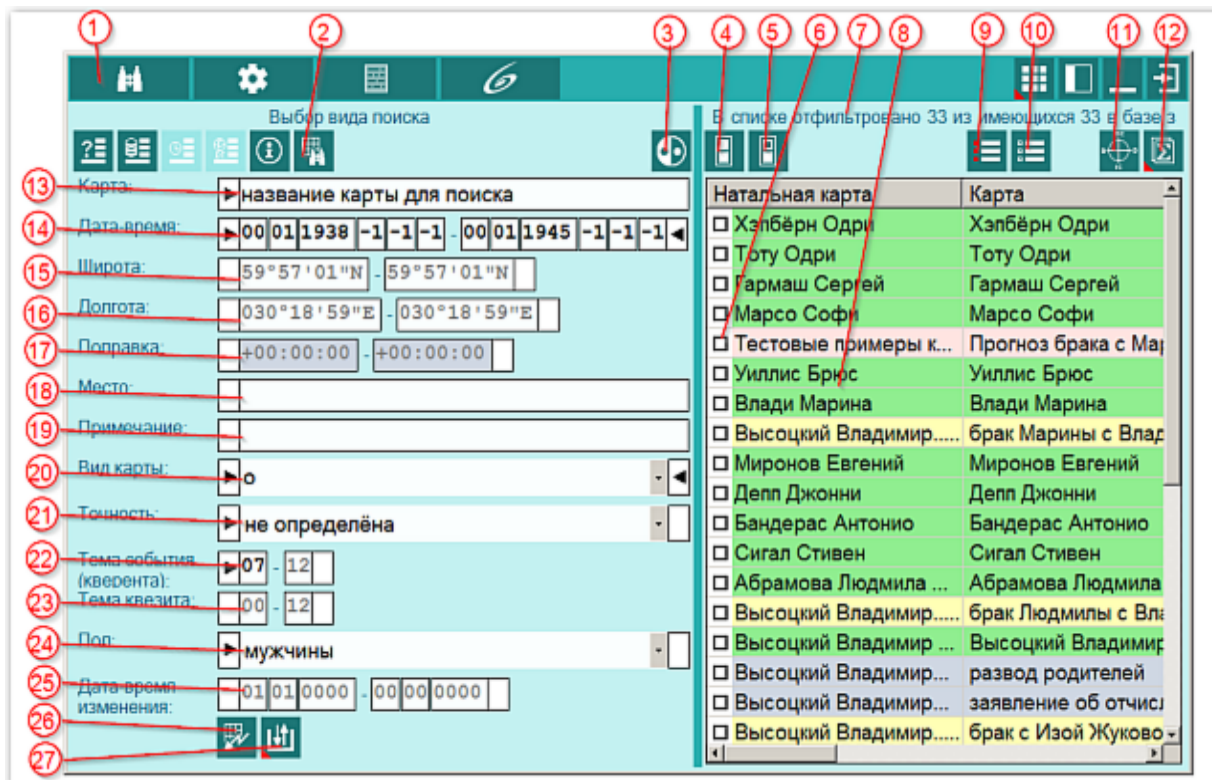 1 2 3 4 5 6 7 8 9 10 11 12
Выбор вида поиска
В списке отфильтровано 33 из имеющихся 33 в базе з
13 Карта: название карты для поиска
14 Дата-время: 00 01 1938 -1 -1 -1 - 00 01 1945 -1 -1 -1
15 Широта: 59°57'01"N - 59°57'01"N
16 Долгота: 030°18'59"E - 030°18'59"E
17 Поправка: +00:00:00 - +00:00:00
18 Место:
19 Примечание:
20 Вид карты: о
21 Точность: не определёна
22 Тема события (кверента): 07 - 12
23 Тема квезита: 00 - 12
24 Пол: мужчины
25 Дата-время изменения: 01 01 0000 - 00 00 0000
26
27
Натальная карта Карта
Хэпбёрн Одри Хэпбёрн Одри
Тоту Одри Тоту Одри
Гармаш Сергей Гармаш Сергей
Марсо Софи Марсо Софи
Тестовые примеры к... Прогноз брака с Мар
Уиллис Брюс Уиллис Брюс
Влади Марина Влади Марина
Высоцкий Владимир..... брак Марины с Влад
Миронов Евгений Миронов Евгений
Депп Джонни Депп Джонни
Бандерас Антонио Бандерас Антонио
Сигал Стивен Сигал Стивен
Абрамова Людмила ... Абрамова Людмила
Высоцкий Владимир..... брак Людмилы с Вла
Высоцкий Владимир ... Высоцкий Владимир
Высоцкий Владимир... развод родителей
Высоцкий Владимир... заявление об отчисл
Высоцкий Владимир..... брак с Изой Жуково